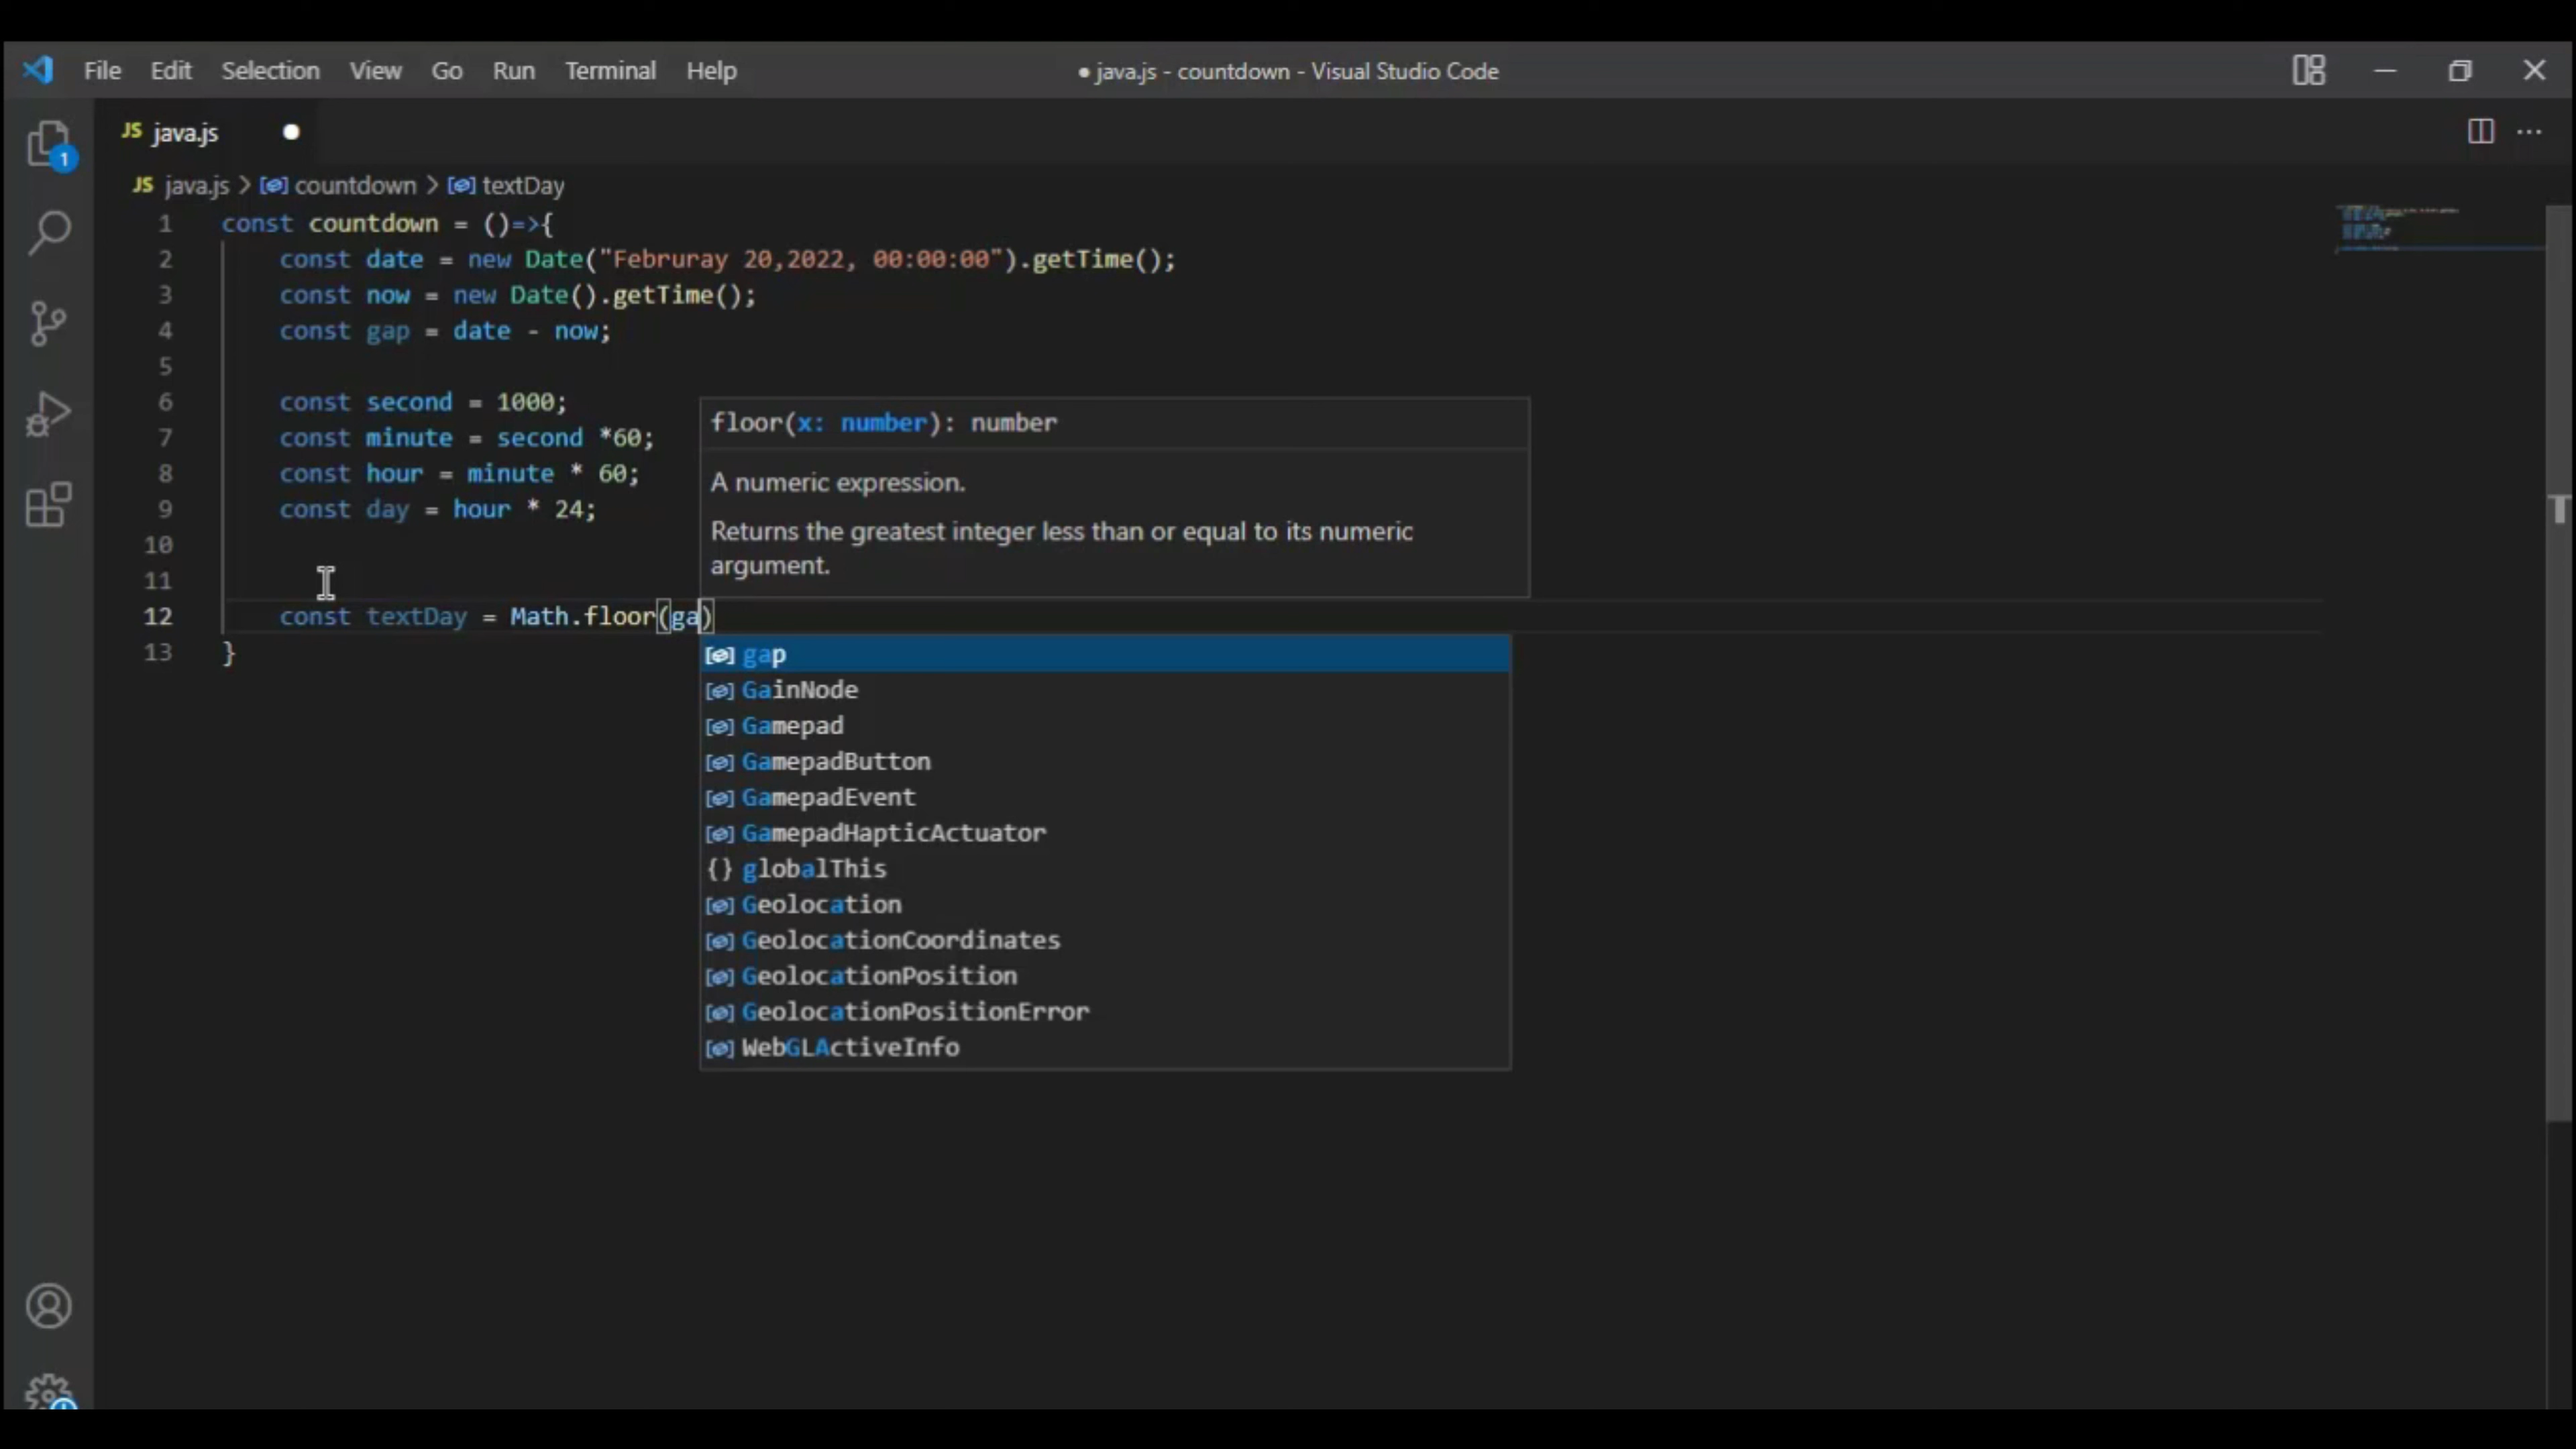 File Edit Selection View Go Run Terminal Help
● java.js - countdown - Visual Studio Code
JS java.js ●
1
JS java.js > countdown > textDay
1 const countdown = ()=>{
2 const date = new Date("Februray 20,2022, 00:00:00").getTime();
3 const now = new Date().getTime();
4 const gap = date - now;
5
6 const second = 1000;
7 const minute = second *60;
8 const hour = minute * 60;
9 const day = hour * 24;
10
11
floor(x: number): number
A numeric expression.
Returns the greatest integer less than or equal to its numeric
argument.
12 const textDay = Math.floor(ga)
13 }
gap
GainNode
Gamepad
GamepadButton
GamepadEvent
GamepadHapticActuator
{} globalThis
Geolocation
GeolocationCoordinates
GeolocationPosition
GeolocationPositionError
WebGLActiveInfo